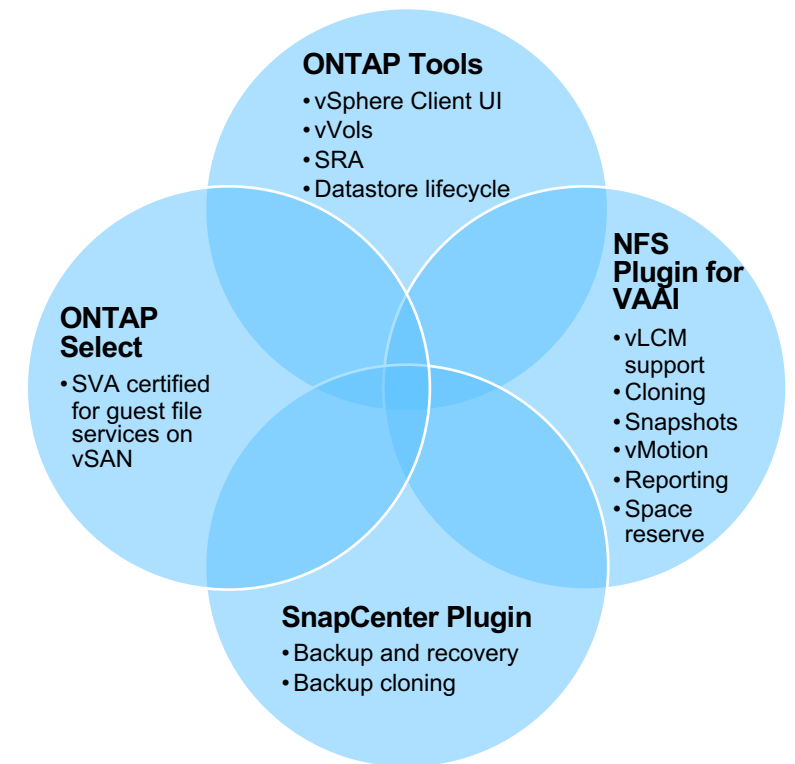 ONTAP Tools
• vSphere Client UI
• vVols
• SRA
• Datastore lifecycle
NFS
Plugin for
VAAI
• vLCM
support
• Cloning
• Snapshots
• vMotion
• Reporting
• Space
reserve
ONTAP
Select
• SVA certified
for guest file
services on
vSAN
SnapCenter Plugin
• Backup and recovery
• Backup cloning